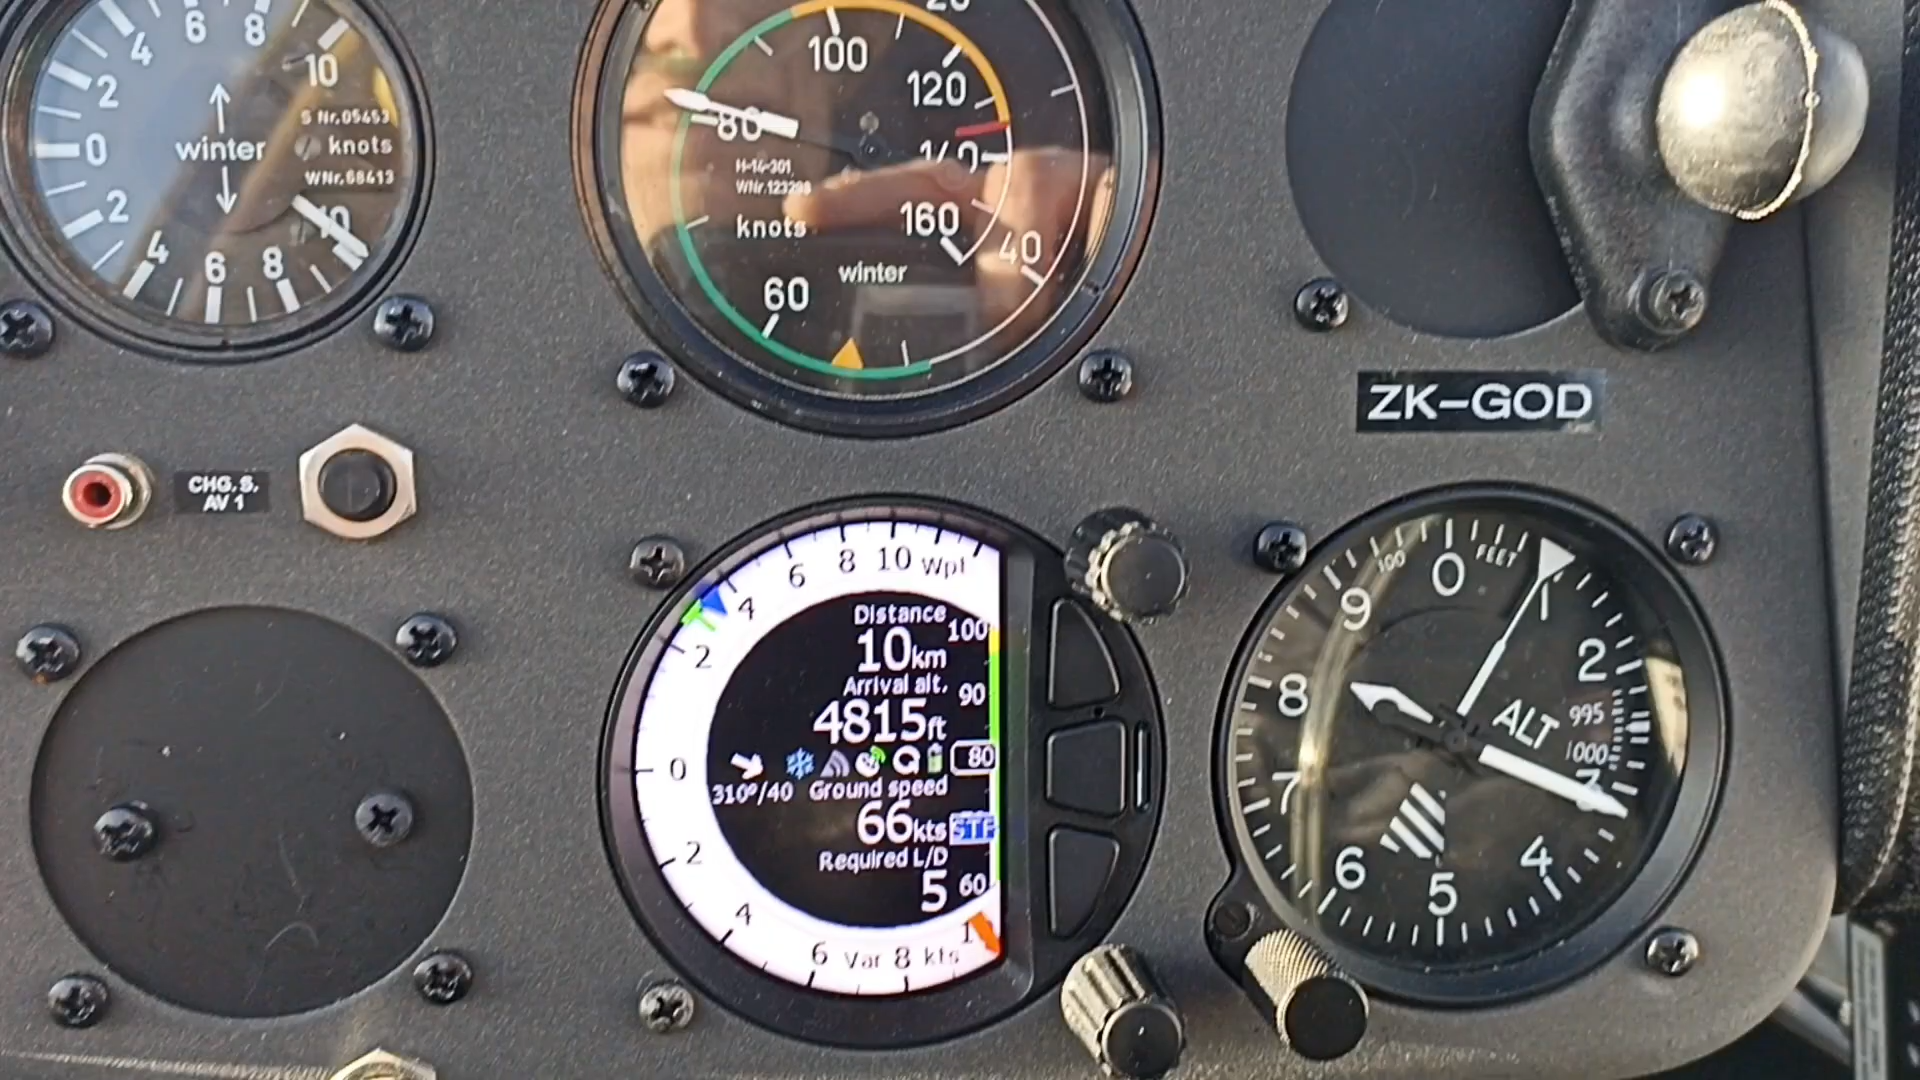 4 6 8
2 10
S Nr.05453
0 winter knots
WNr.68413
2 10
4 6 8
100
120
80
140
H-14-301
WNr.123298
knots
160
40
winter
60
ZK-GOD
CHG.S.
AV 1
6 8 10 Wpt
4
2
0
2
4
6 Var 8 kts
Distance
10km
100
Arrival alt.
90
4815ft
80
310°/40 Ground speed
66kts STF
Required L/D
5 60
100 0 FEET 1
9 2
8 ALT 995
1000
7 3
6 5 4